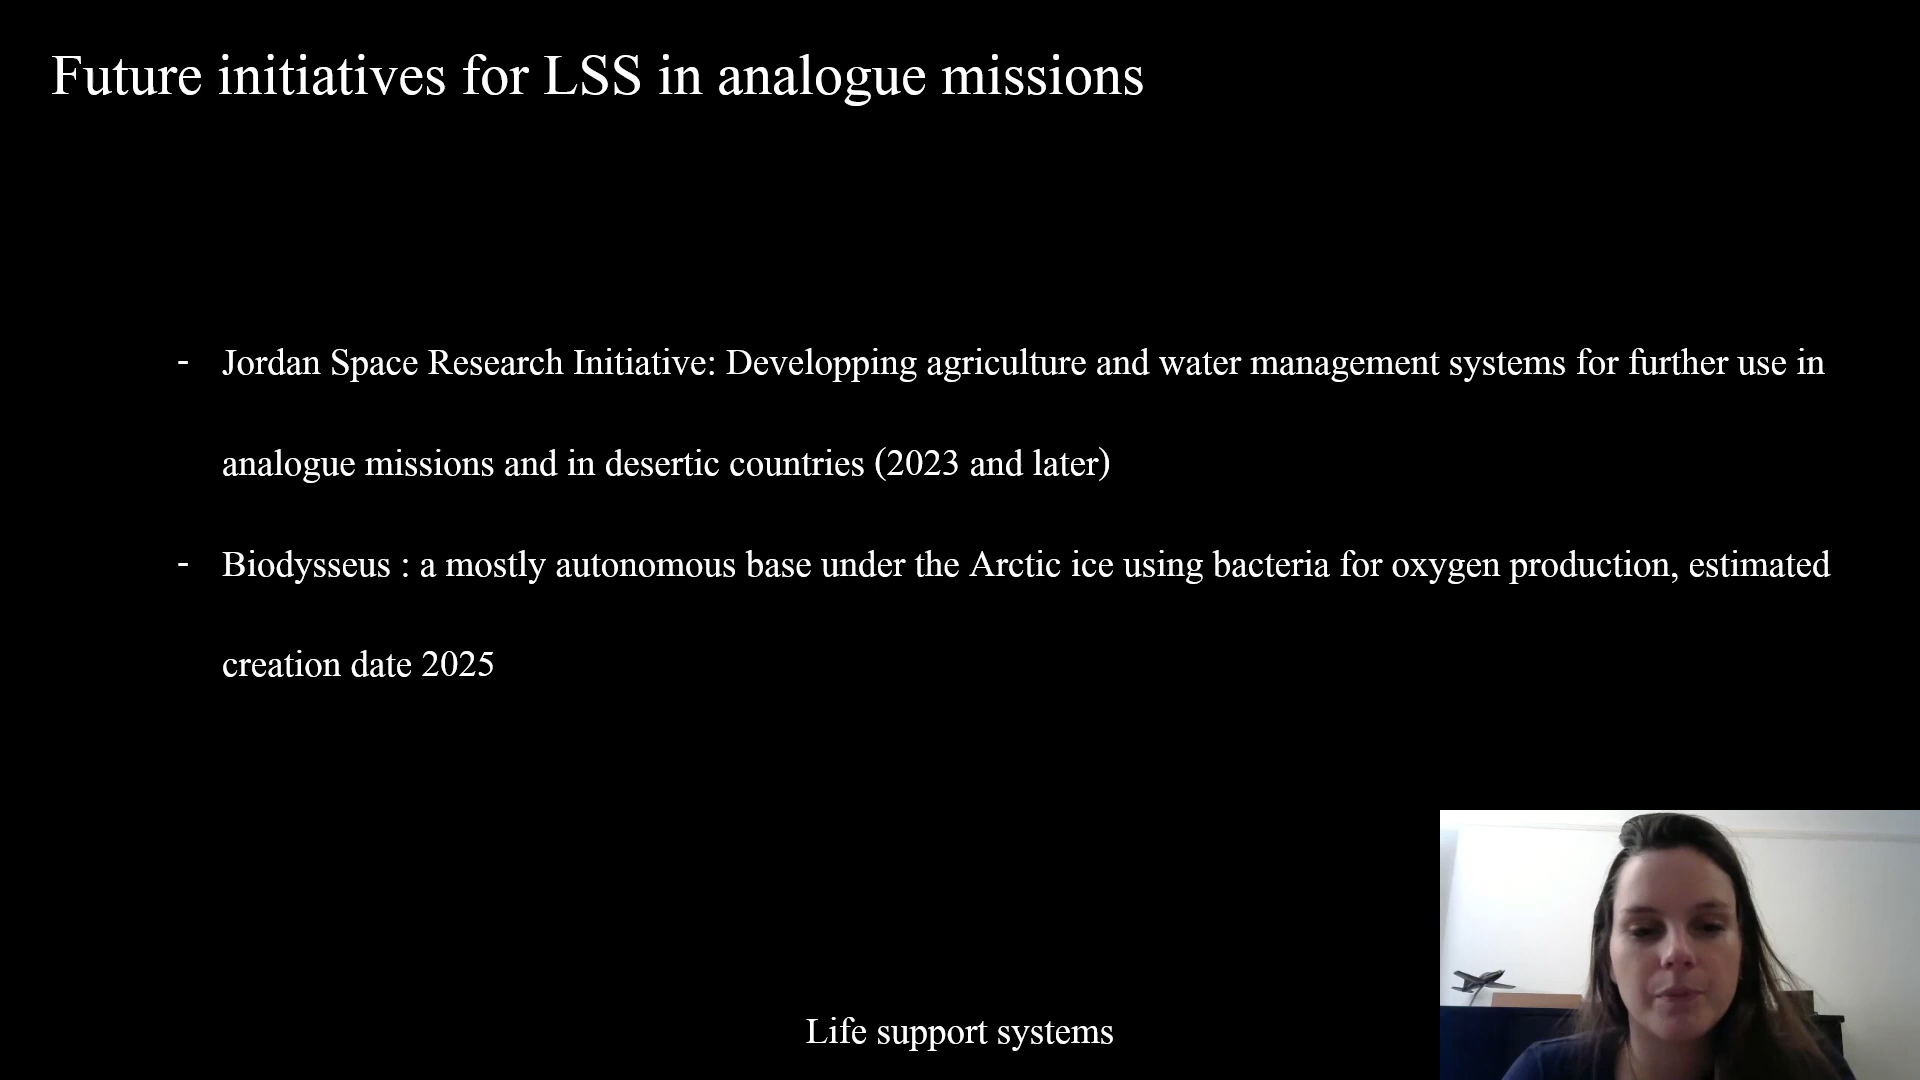 Future initiatives for LSS in analogue missions
- Jordan Space Research Initiative: Developping agriculture and water management systems for further use in
analogue missions and in desertic countries (2023 and later)
- Biodysseus : a mostly autonomous base under the Arctic ice using bacteria for oxygen production, estimated
creation date 2025
Life support systems